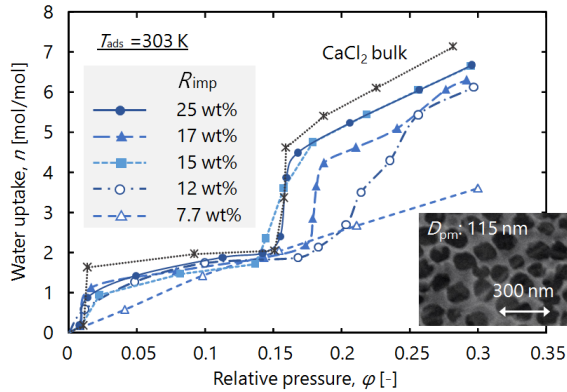 T_ads =303 K
CaCl₂ bulk
R_imp
25 wt%
17 wt%
15 wt%
12 wt%
7.7 wt%
D_pm: 115 nm
300 nm
Water uptake, n [mol/mol]
8
7
6
5
4
3
2
1
0
0 0.05 0.1 0.15 0.2 0.25 0.3 0.35
Relative pressure, φ [-]